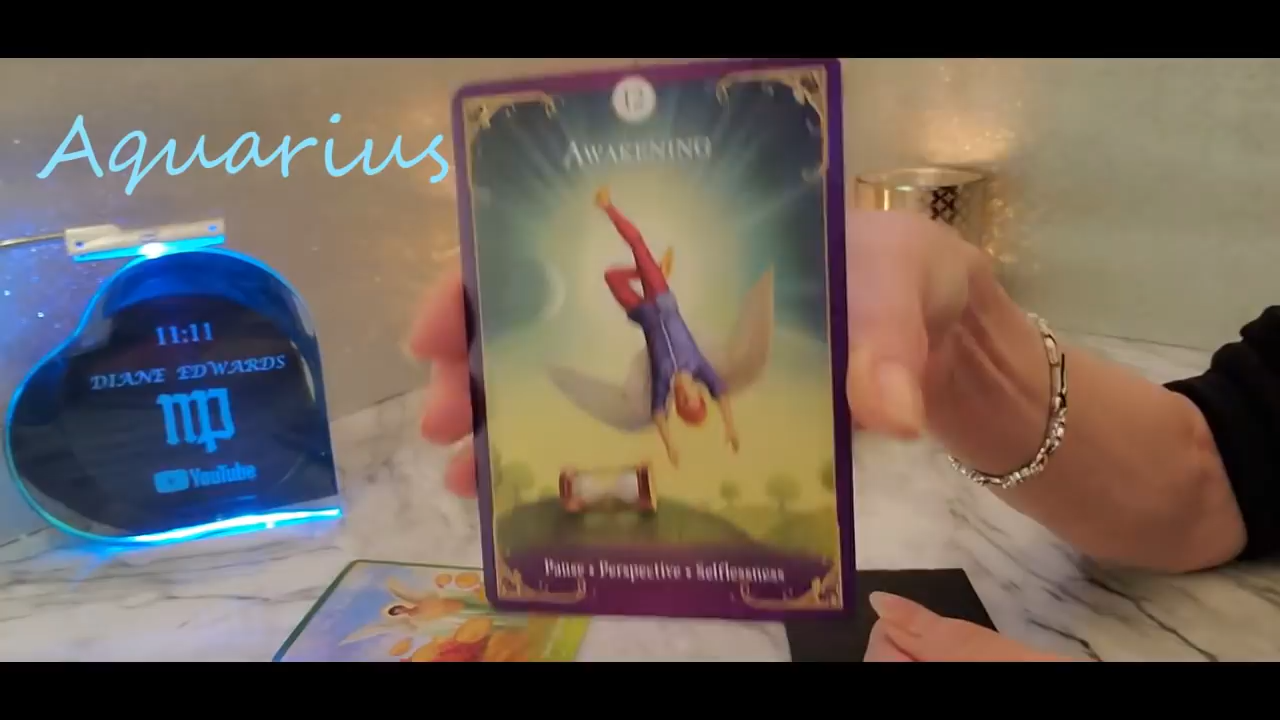 Aquarius
12
AWAKENING
Pause • Perspective • Selflessness
11:11
DIANE EDWARDS
YouTube